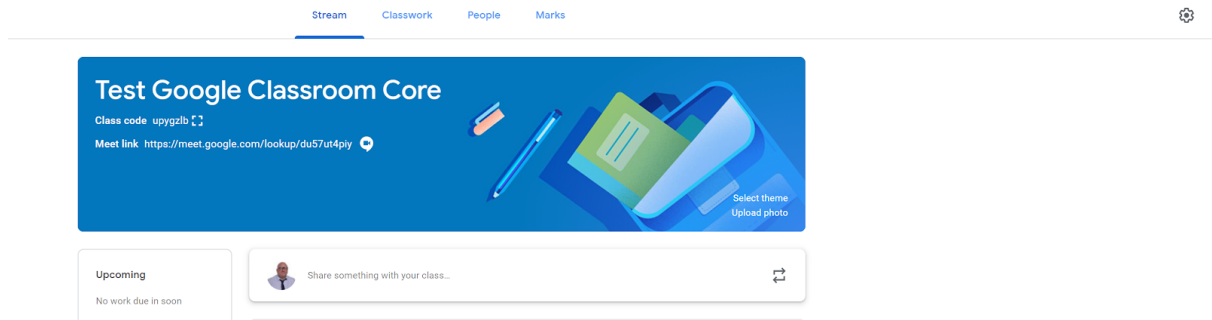 Stream Classwork People Marks
Test Google Classroom Core
Class code upygzlb
Meet link https://meet.google.com/lookup/du57ut4piy
Select theme
Upload photo
Upcoming
No work due in soon
Share something with your class...